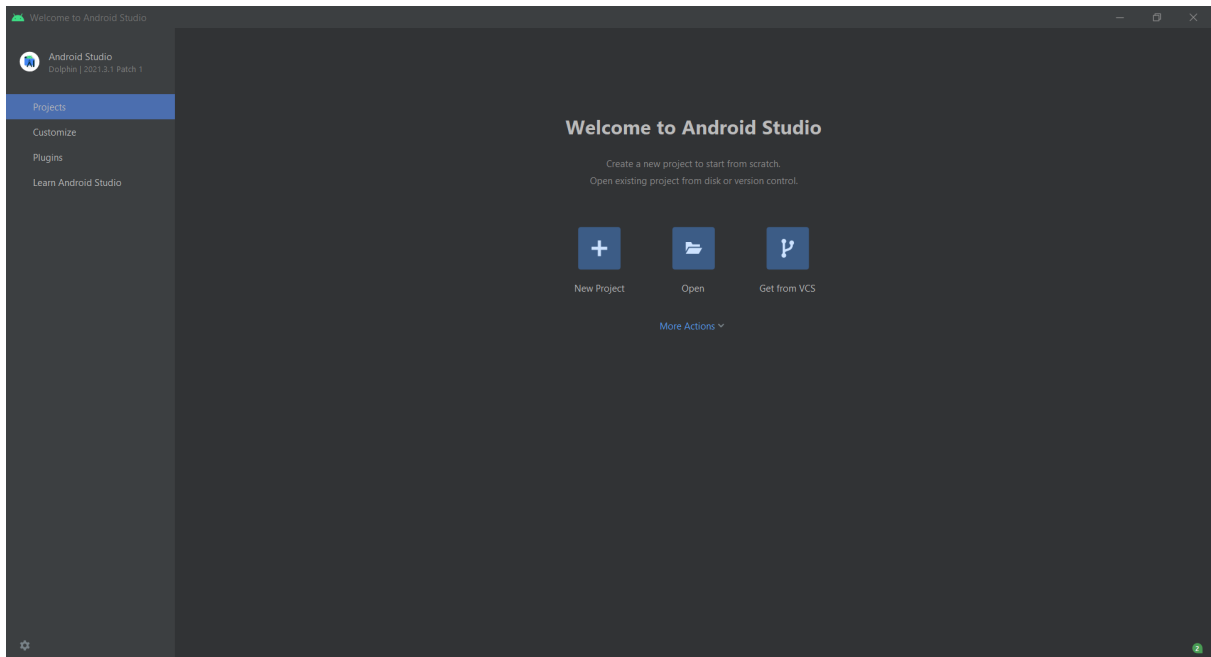 Welcome to Android Studio
Android Studio
Dolphin | 2021.3.1 Patch 1
Projects
Customize
Plugins
Learn Android Studio
Welcome to Android Studio
Create a new project to start from scratch.
Open existing project from disk or version control.
New Project Open Get from VCS
More Actions
2